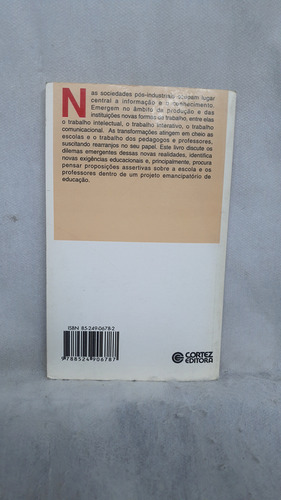 Nas sociedades pós-industriais ocupam lugar
central a informação e o conhecimento.
Emergem no âmbito da produção e das
instituições novas formas de trabalho, entre elas
o trabalho intelectual, o trabalho interativo, o trabalho
comunicacional. As transformações atingem em cheio as
escolas e o trabalho dos pedagogos e professores,
suscitando rearranjos no seu papel. Este livro discute os
dilemas emergentes dessas novas realidades, identifica
novas exigências educacionais e, principalmente, procura
pensar proposições assertivas sobre a escola e os
professores dentro de um projeto emancipatório de
educação.
ISBN 85-249-0678-2
9 788524 906787
CORTEZ
EDITORA